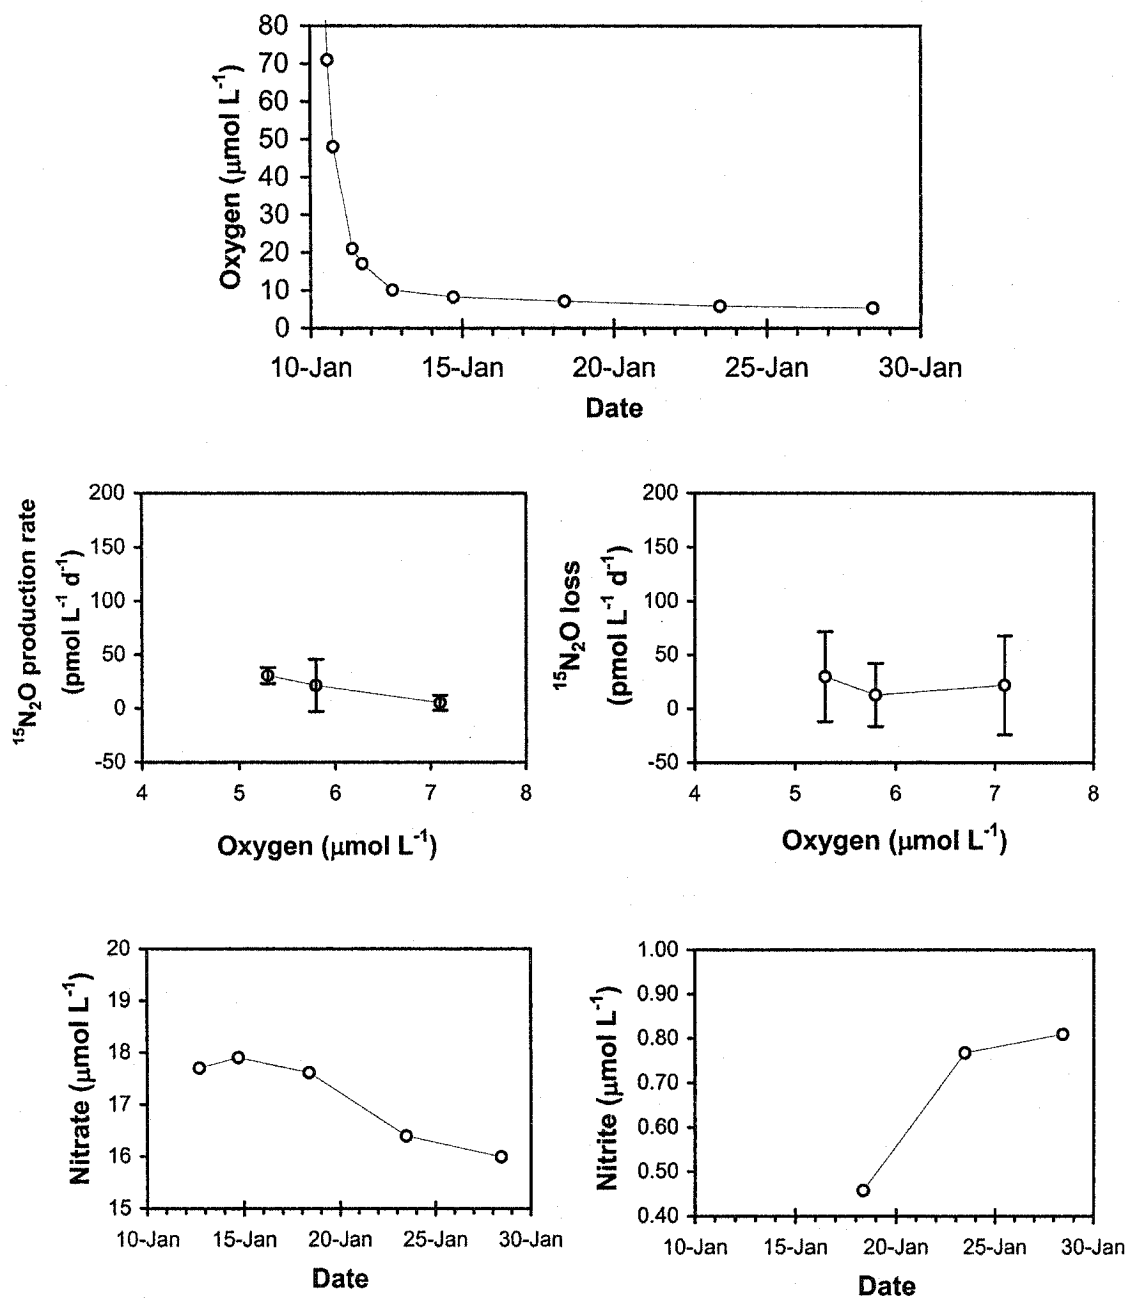 Oxygen (μmol L⁻¹)
80
70
60
50
40
30
20
10
0
10-Jan 15-Jan 20-Jan 25-Jan 30-Jan
Date
¹⁵N₂O production rate
(pmol L⁻¹ d⁻¹)
200
150
100
50
0
-50
4 5 6 7 8
Oxygen (μmol L⁻¹)
¹⁵N₂O loss
(pmol L⁻¹ d⁻¹)
200
150
100
50
0
-50
4 5 6 7 8
Oxygen (μmol L⁻¹)
Nitrate (μmol L⁻¹)
20
19
18
17
16
15
10-Jan 15-Jan 20-Jan 25-Jan 30-Jan
Date
Nitrite (μmol L⁻¹)
1.00
0.90
0.80
0.70
0.60
0.50
0.40
10-Jan 15-Jan 20-Jan 25-Jan 30-Jan
Date